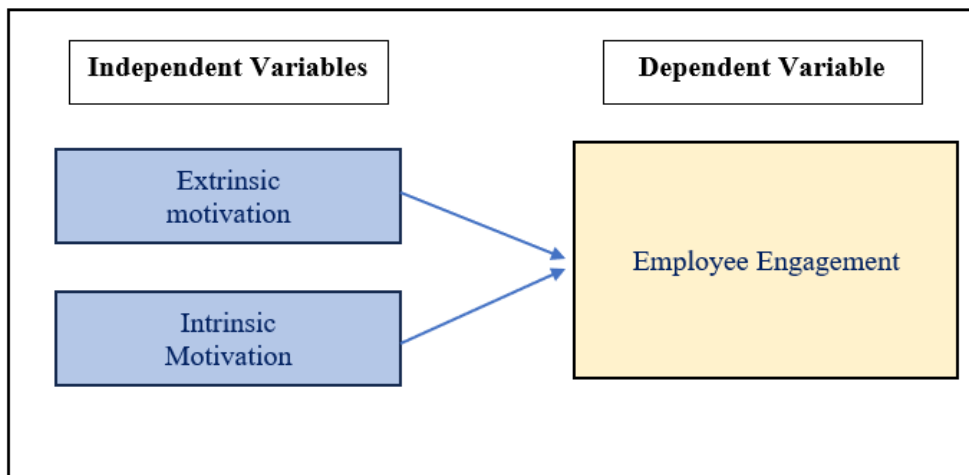 Independent Variables
Dependent Variable
Extrinsic
motivation
Employee Engagement
Intrinsic
Motivation